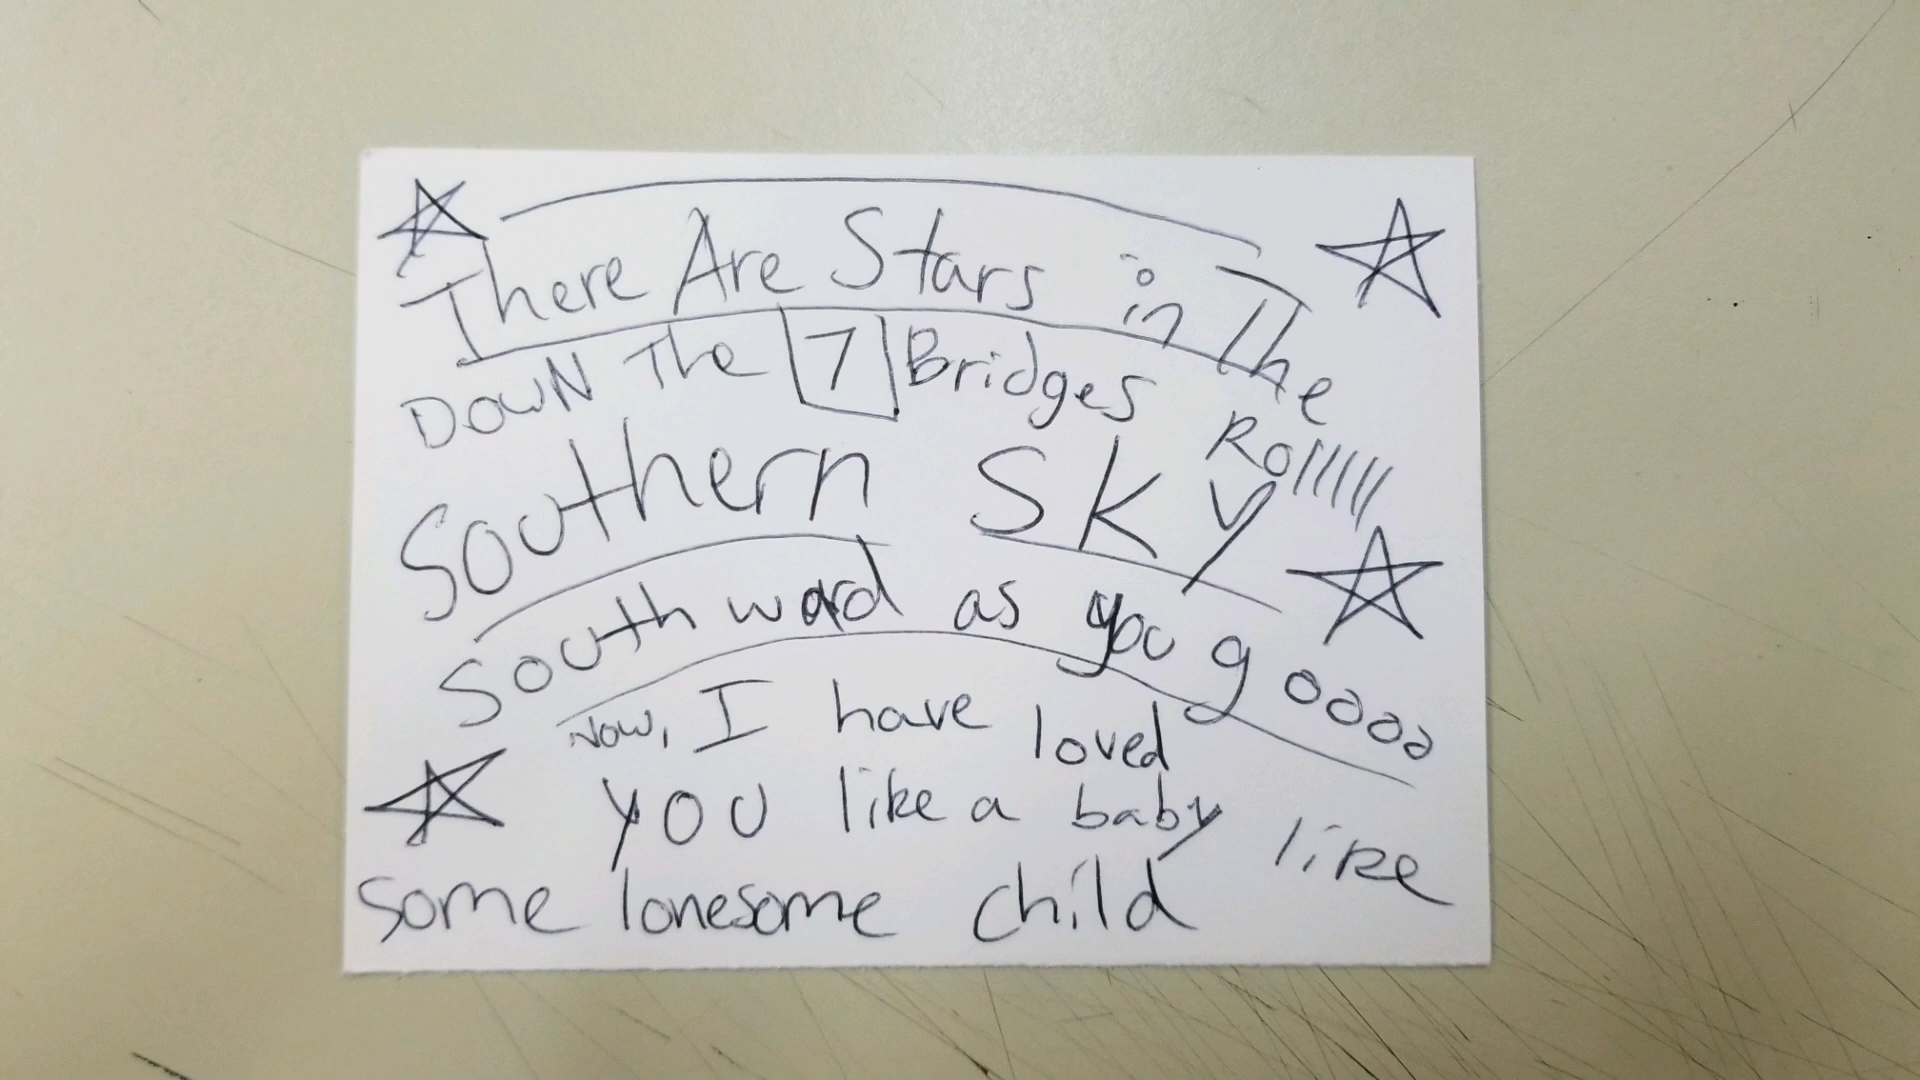 There Are Stars in The
DOWN The 7 Bridges
Rollllll
Southern Sky
Southward as you goooo
Now, I have loved
you like a baby like
some lonesome child